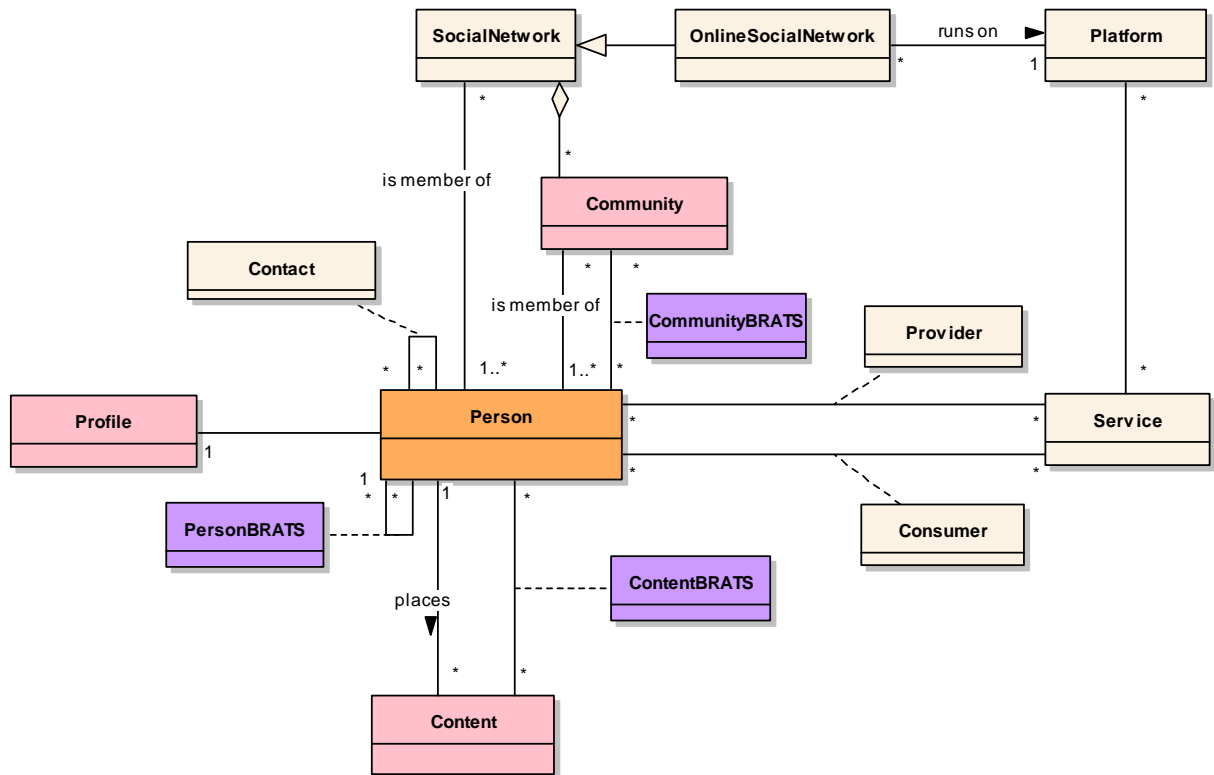 SocialNetwork
OnlineSocialNetwork
runs on
Platform
*
1
*
*
*
is member of
Community
Contact
*
*
is member of
CommunityBRATS
Provider
*
*
1..*
1..*
*
*
Profile
Person
*
*
Service
1
*
*
1
*
*
1
*
PersonBRATS
Consumer
ContentBRATS
places
*
*
Content